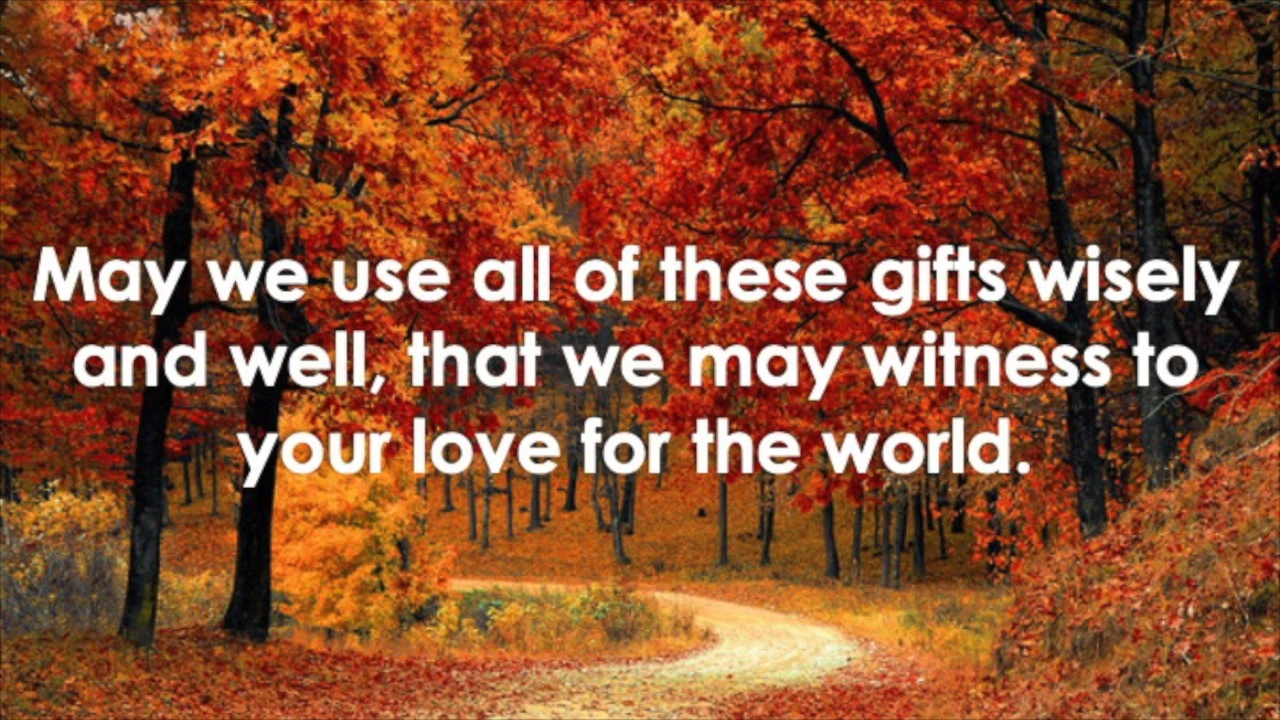 May we use all of these gifts wisely
and well, that we may witness to
your love for the world.